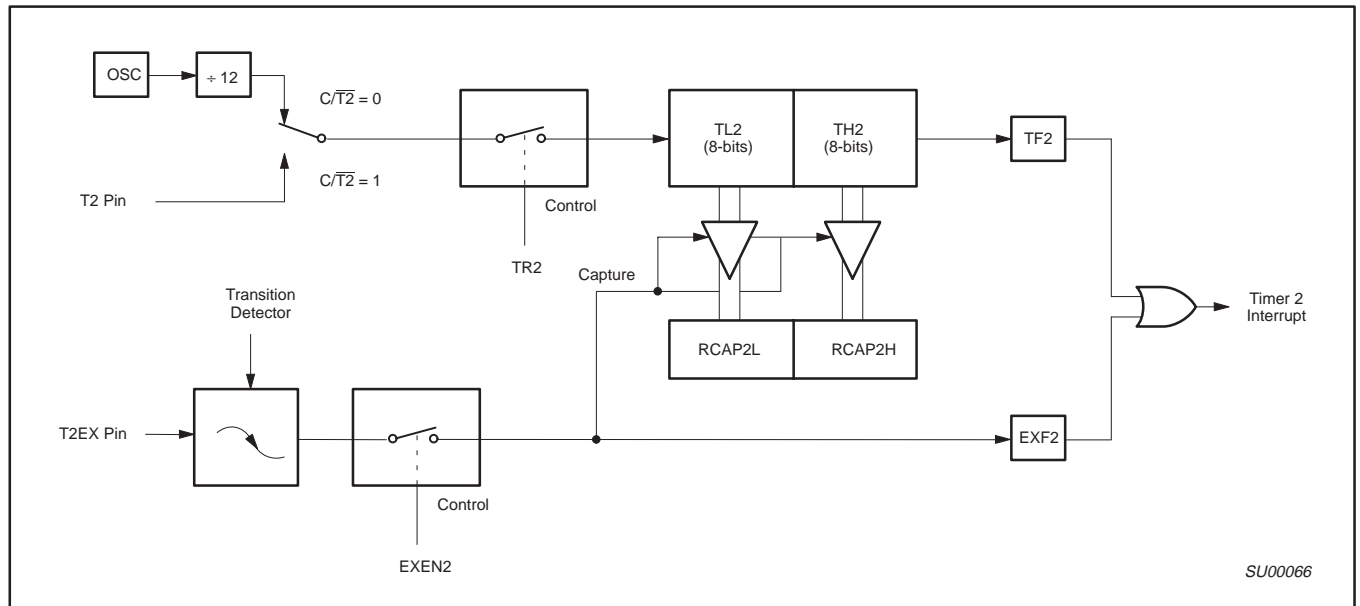 OSC
÷ 12
C/T2 = 0
C/T2 = 1
T2 Pin
Control
TR2
TL2
(8-bits)
TH2
(8-bits)
TF2
Capture
Transition
Detector
RCAP2L
RCAP2H
Timer 2
Interrupt
T2EX Pin
Control
EXEN2
EXF2
SU00066